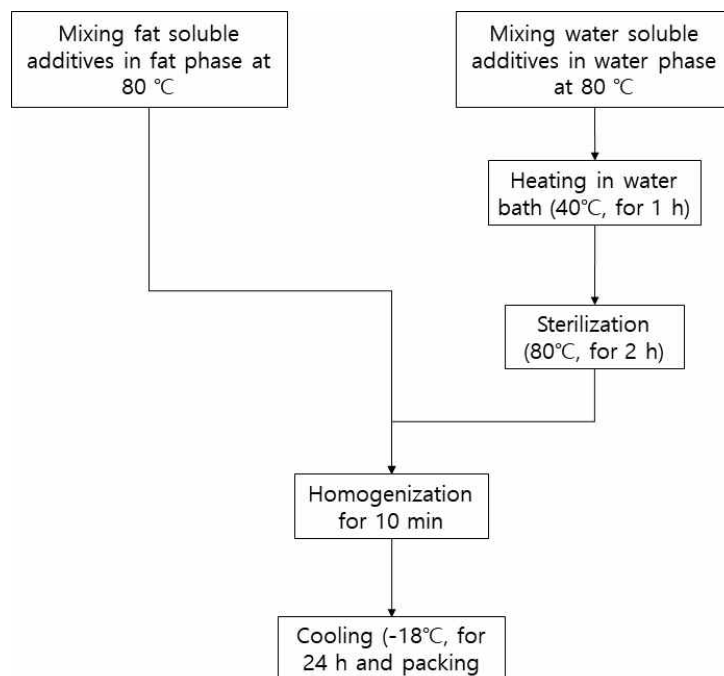 Mixing fat soluble
additives in fat phase at
80 ℃
Mixing water soluble
additives in water phase
at 80 ℃
Heating in water
bath (40℃, for 1 h)
Sterilization
(80℃, for 2 h)
Homogenization
for 10 min
Cooling (-18℃, for
24 h and packing